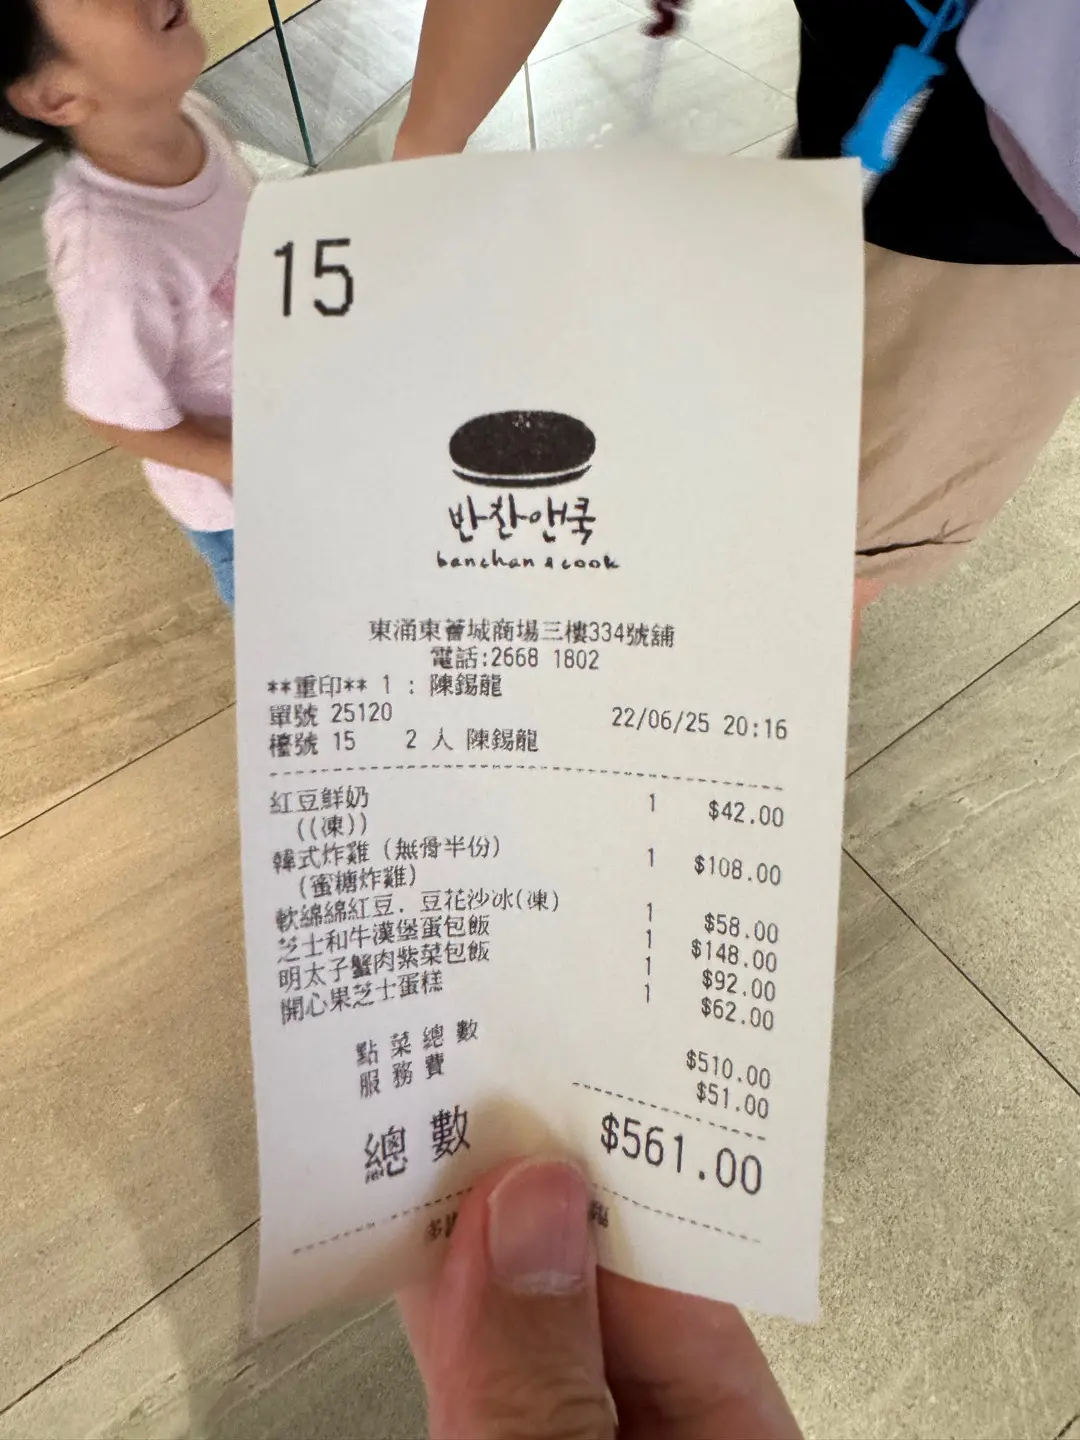 15
반찬앤쿡
banchan & cook
東涌東薈城商場三樓334號舖
電話:2668 1802
**重印** 1 : 陳錫龍
單號 25120 22/06/25 20:16
檯號 15 2 人 陳錫龍
紅豆鮮奶 1 $42.00
((凍))
韓式炸雞 (無骨半份) 1 $108.00
(蜜糖炸雞)
軟綿綿紅豆. 豆花沙冰(凍) 1 $58.00
芝士和牛漢堡蛋包飯 1 $148.00
明太子蟹肉紫菜包飯 1 $92.00
開心果芝士蛋糕 1 $62.00
點菜總數 $510.00
服務費 $51.00
總數 $561.00
多